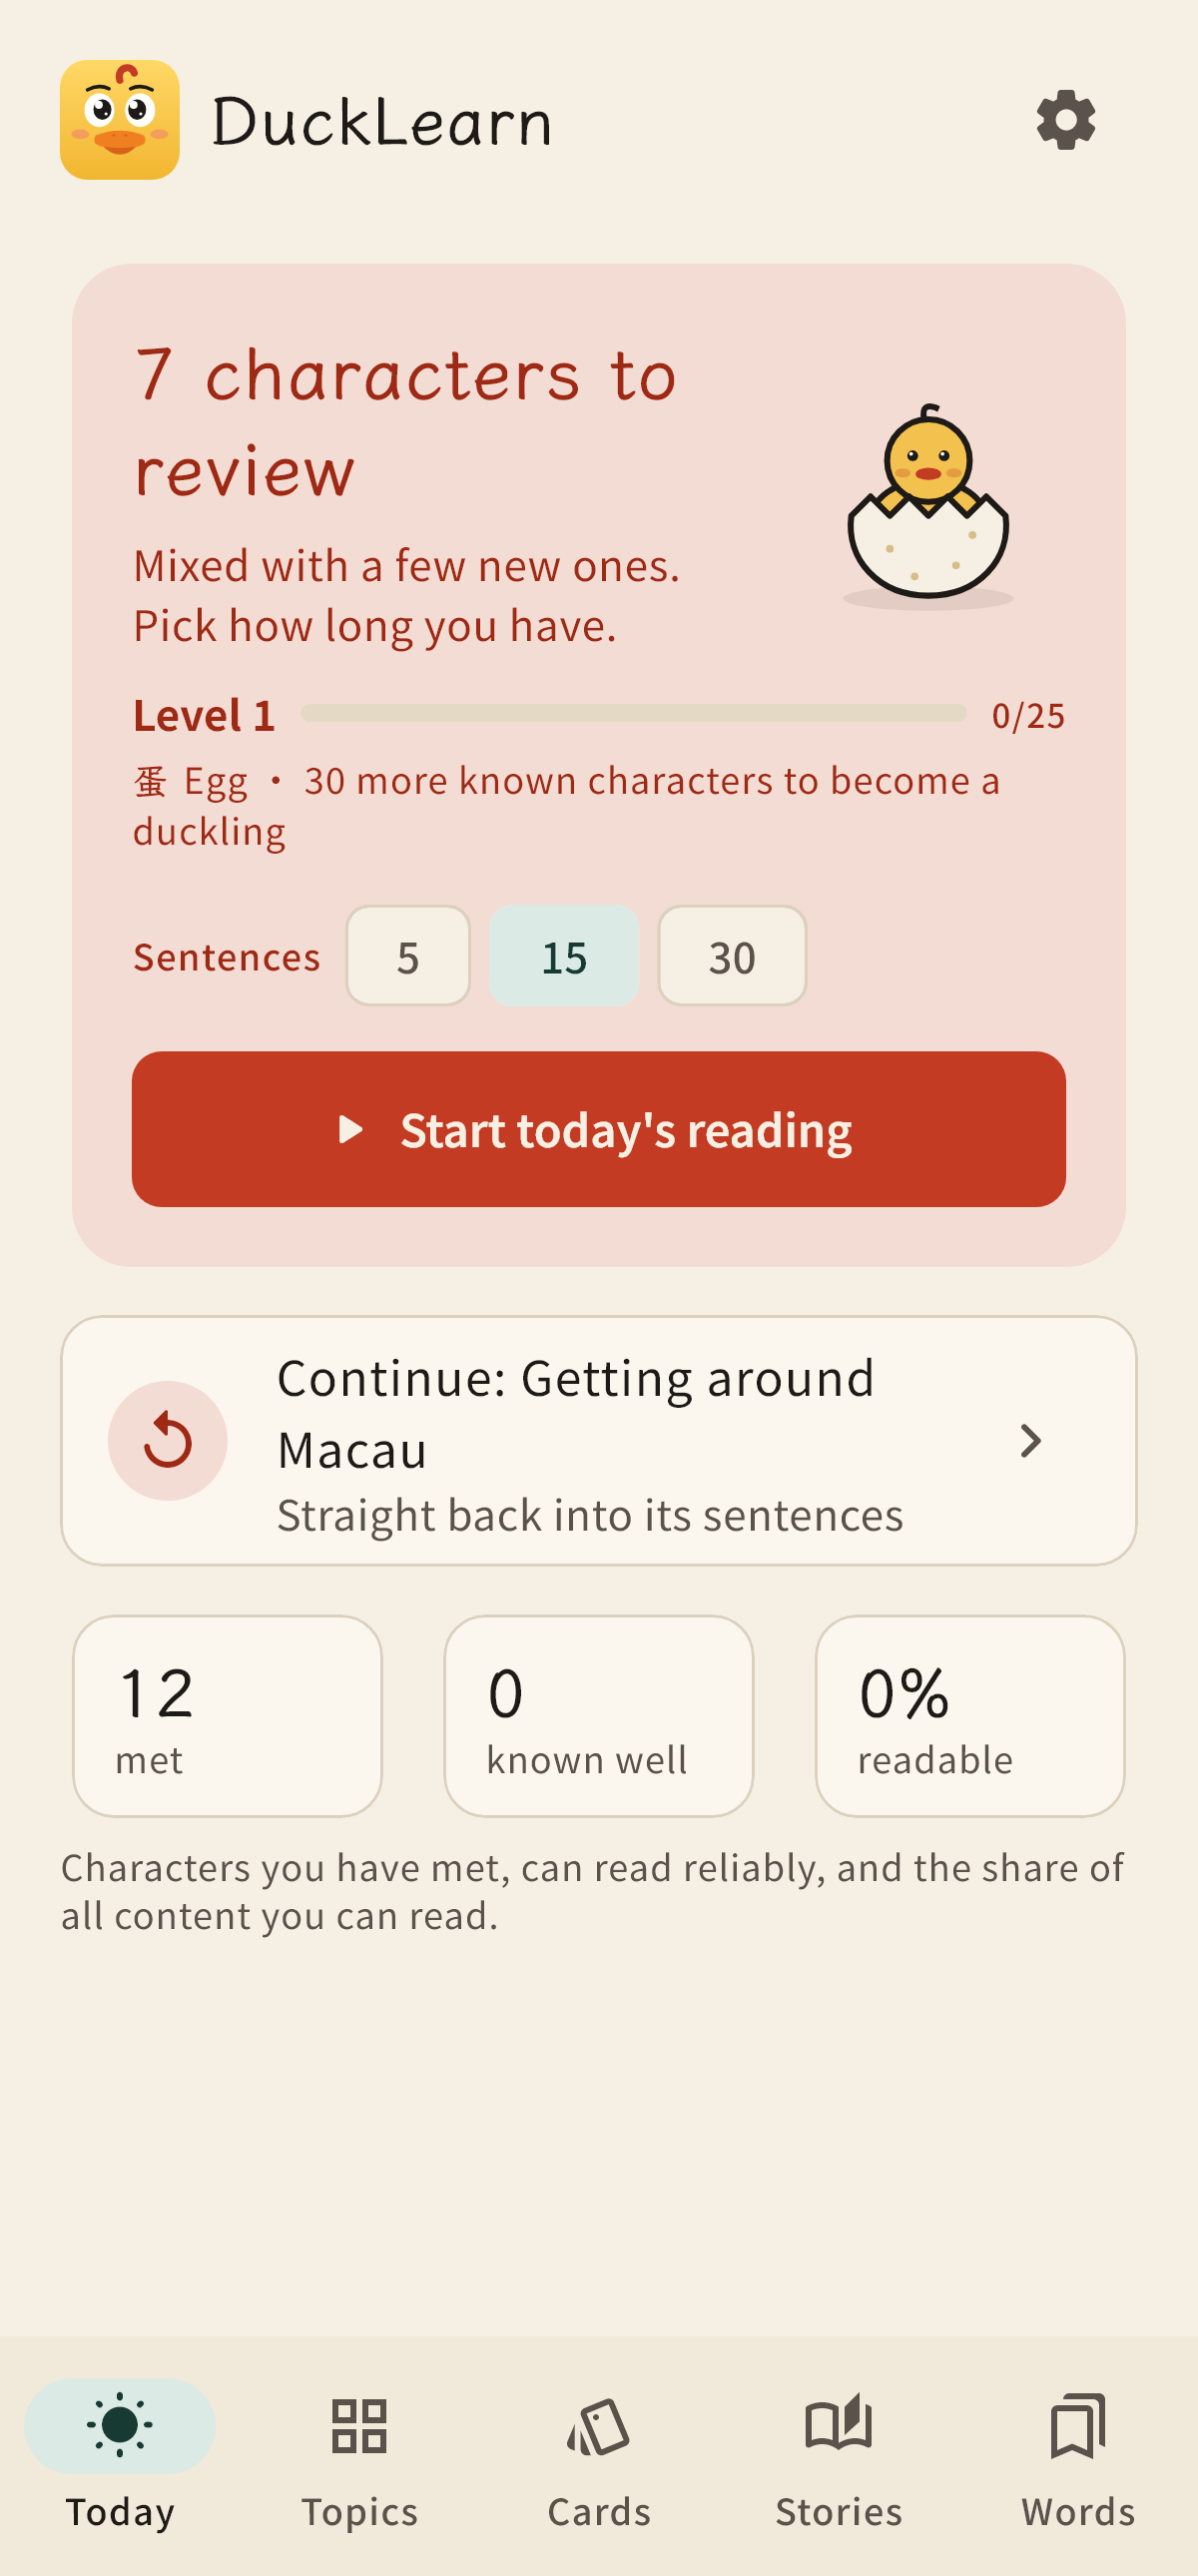 DuckLearn
7 characters to
review
Mixed with a few new ones.
Pick how long you have.
Level 1 0/25
蛋 Egg · 30 more known characters to become a
duckling
Sentences 5 15 30
Start today's reading
Continue: Getting around
Macau
Straight back into its sentences
12 0 0%
met known well readable
Characters you have met, can read reliably, and the share of
all content you can read.
Today Topics Cards Stories Words